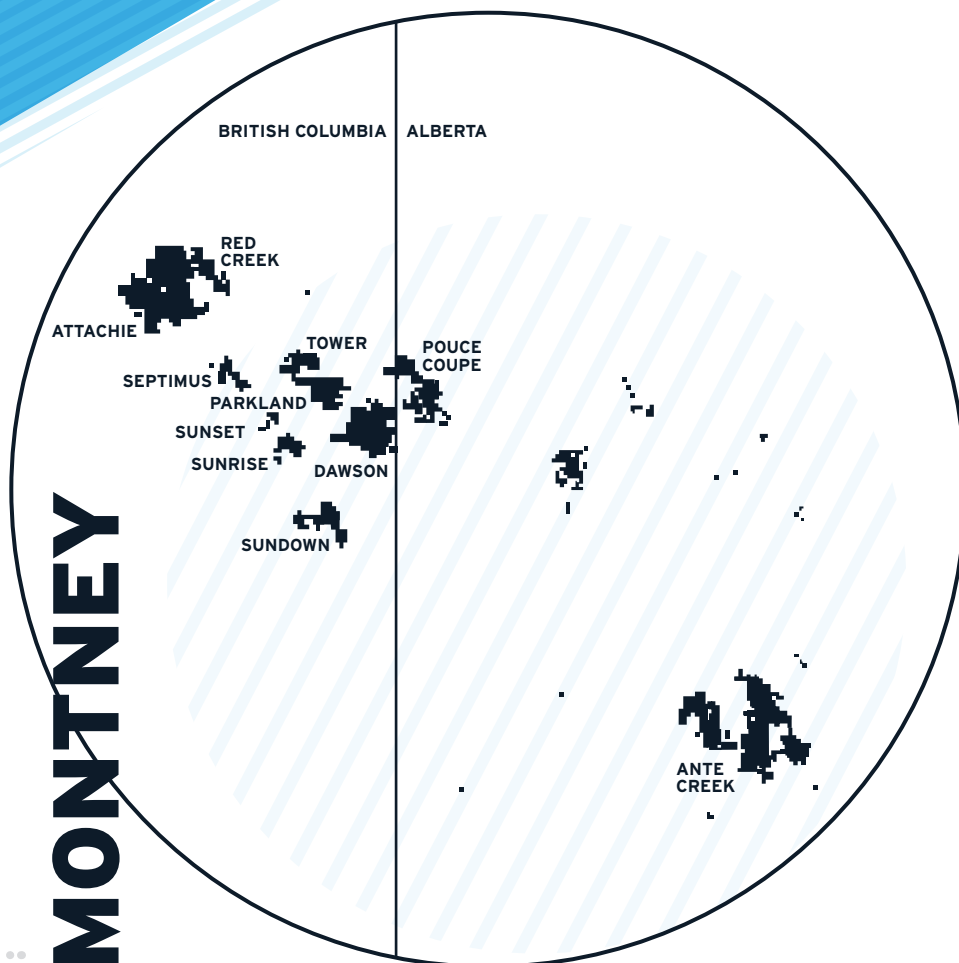 BRITISH COLUMBIA
ALBERTA
RED
CREEK
ATTACHIE
TOWER
POUCE
COUPE
SEPTIMUS
PARKLAND
SUNSET
SUNRISE
DAWSON
SUNDOWN
ANTE
CREEK
MONTNEY